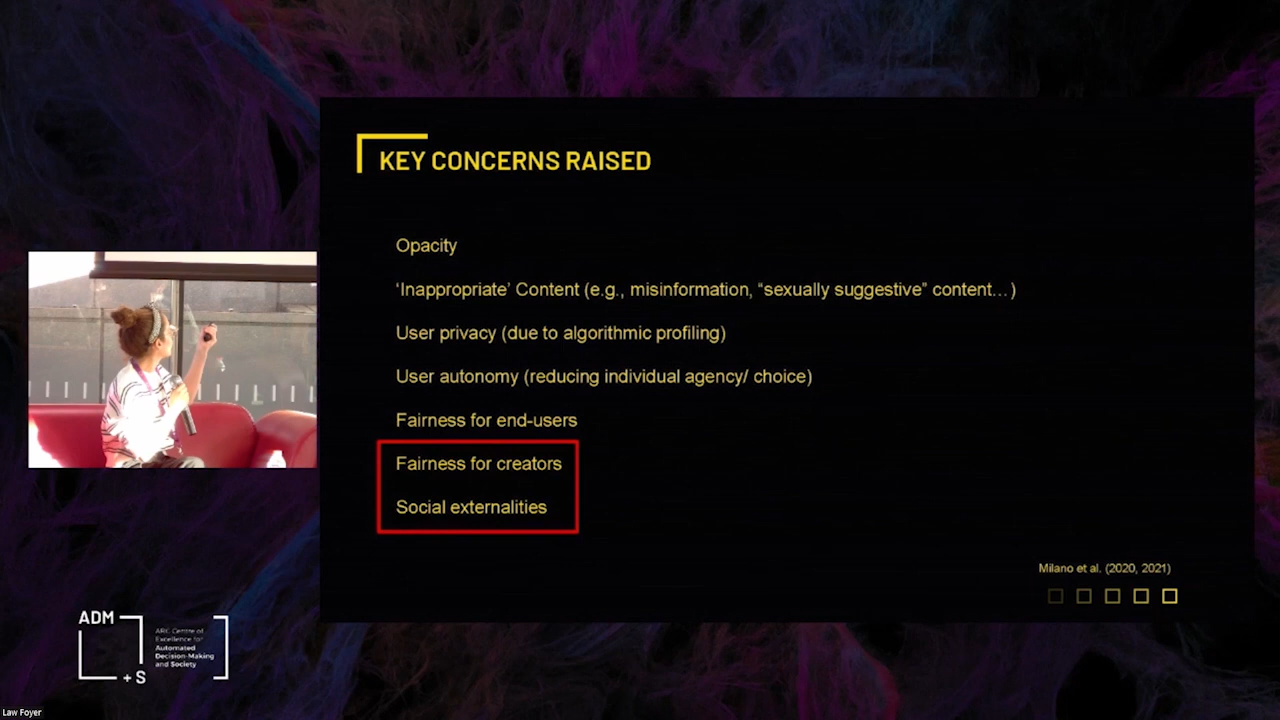 KEY CONCERNS RAISED
Opacity
‘Inappropriate’ Content (e.g., misinformation, “sexually suggestive” content…)
User privacy (due to algorithmic profiling)
User autonomy (reducing individual agency/ choice)
Fairness for end-users
Fairness for creators
Social externalities
Milano et al. (2020, 2021)
ADM
+ S
ARC Centre of
Excellence for
Automated
Decision-Making
and Society
Law Foyer